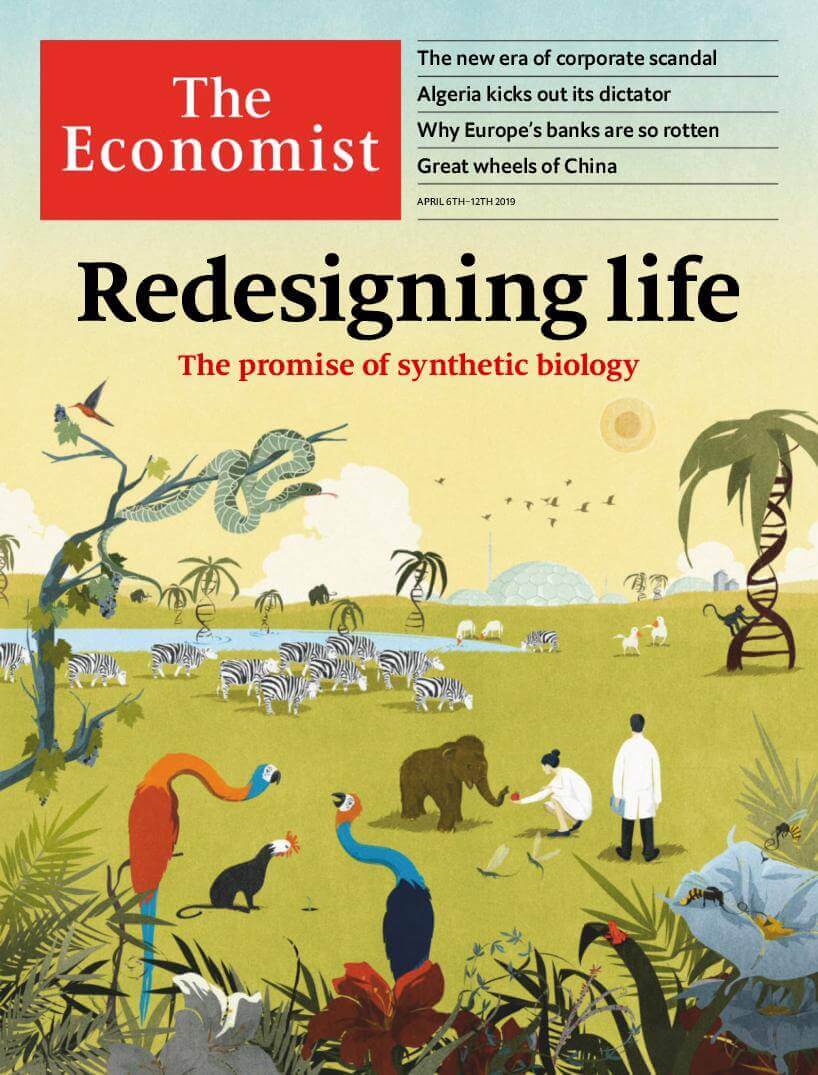 The
Economist
The new era of corporate scandal
Algeria kicks out its dictator
Why Europe's banks are so rotten
Great wheels of China
APRIL 6TH–12TH 2019
Redesigning life
The promise of synthetic biology